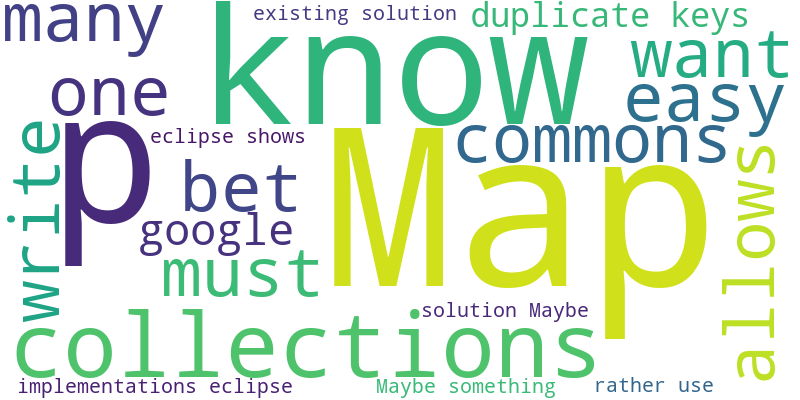 many
existing solution
duplicate keys
know
want
one
easy
p
eclipse shows
commons
write
bet
Map
allows
google
must
solution Maybe
collections
implementations eclipse
Maybe something
rather use